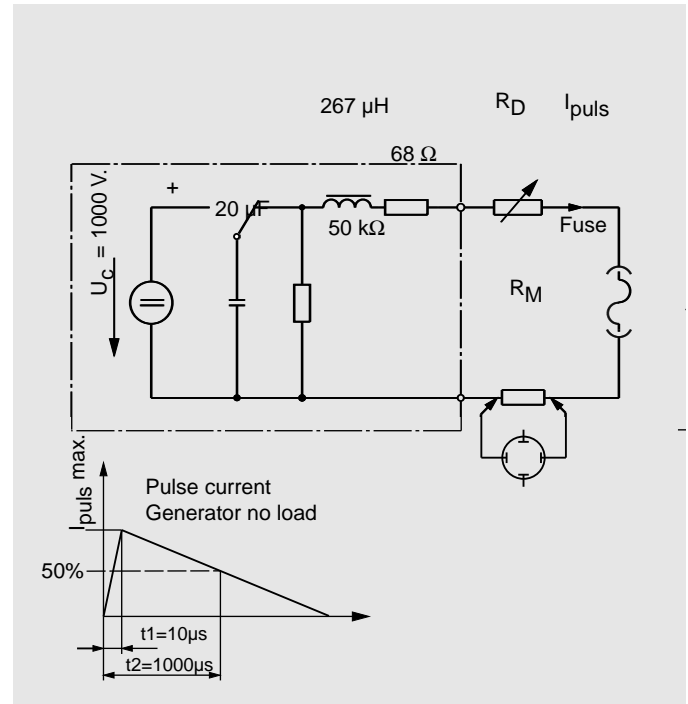 267 µH
R_D
I_puls
68 Ω
U_C = 1000 V.
+
20 µF
50 kΩ
Fuse
R_M
I_puls max.
Pulse current
Generator no load
50%
t1=10µs
t2=1000µs